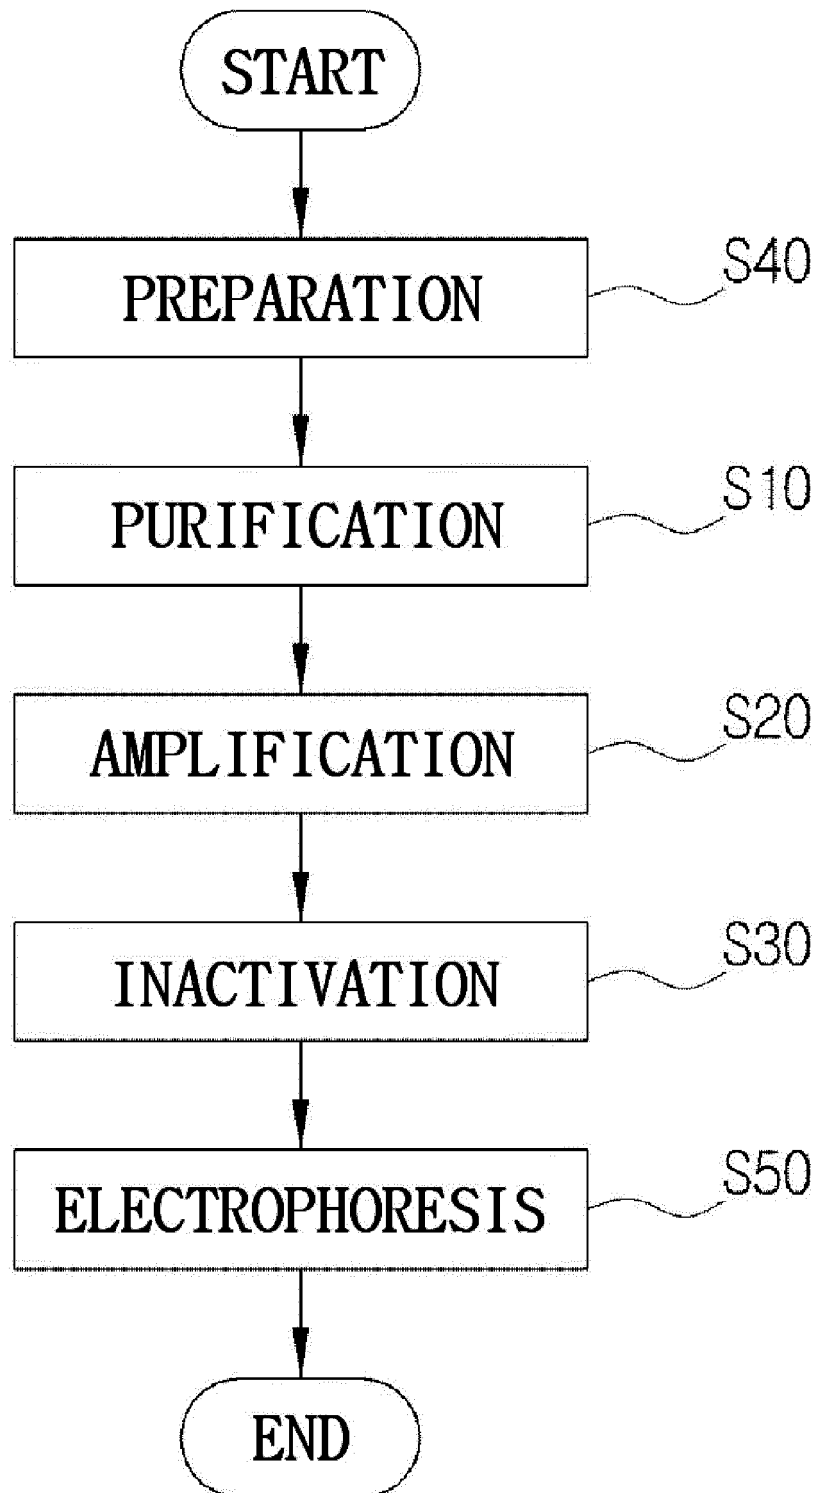 START
PREPARATION S40
PURIFICATION S10
AMPLIFICATION S20
INACTIVATION S30
ELECTROPHORESIS S50
END